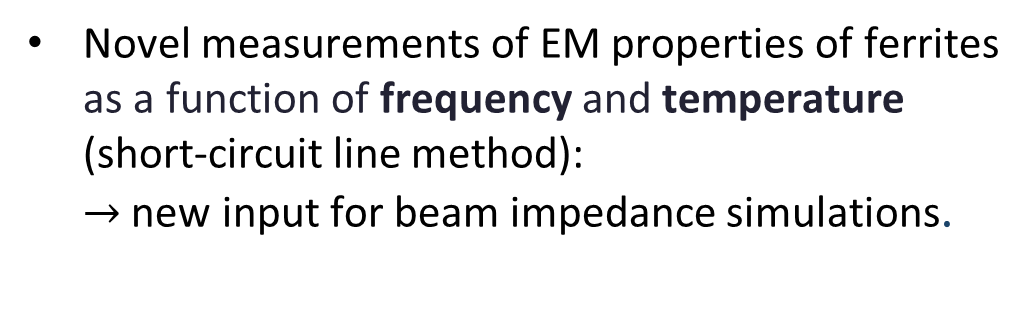 • Novel measurements of EM properties of ferrites
as a function of frequency and temperature
(short-circuit line method):
→ new input for beam impedance simulations.